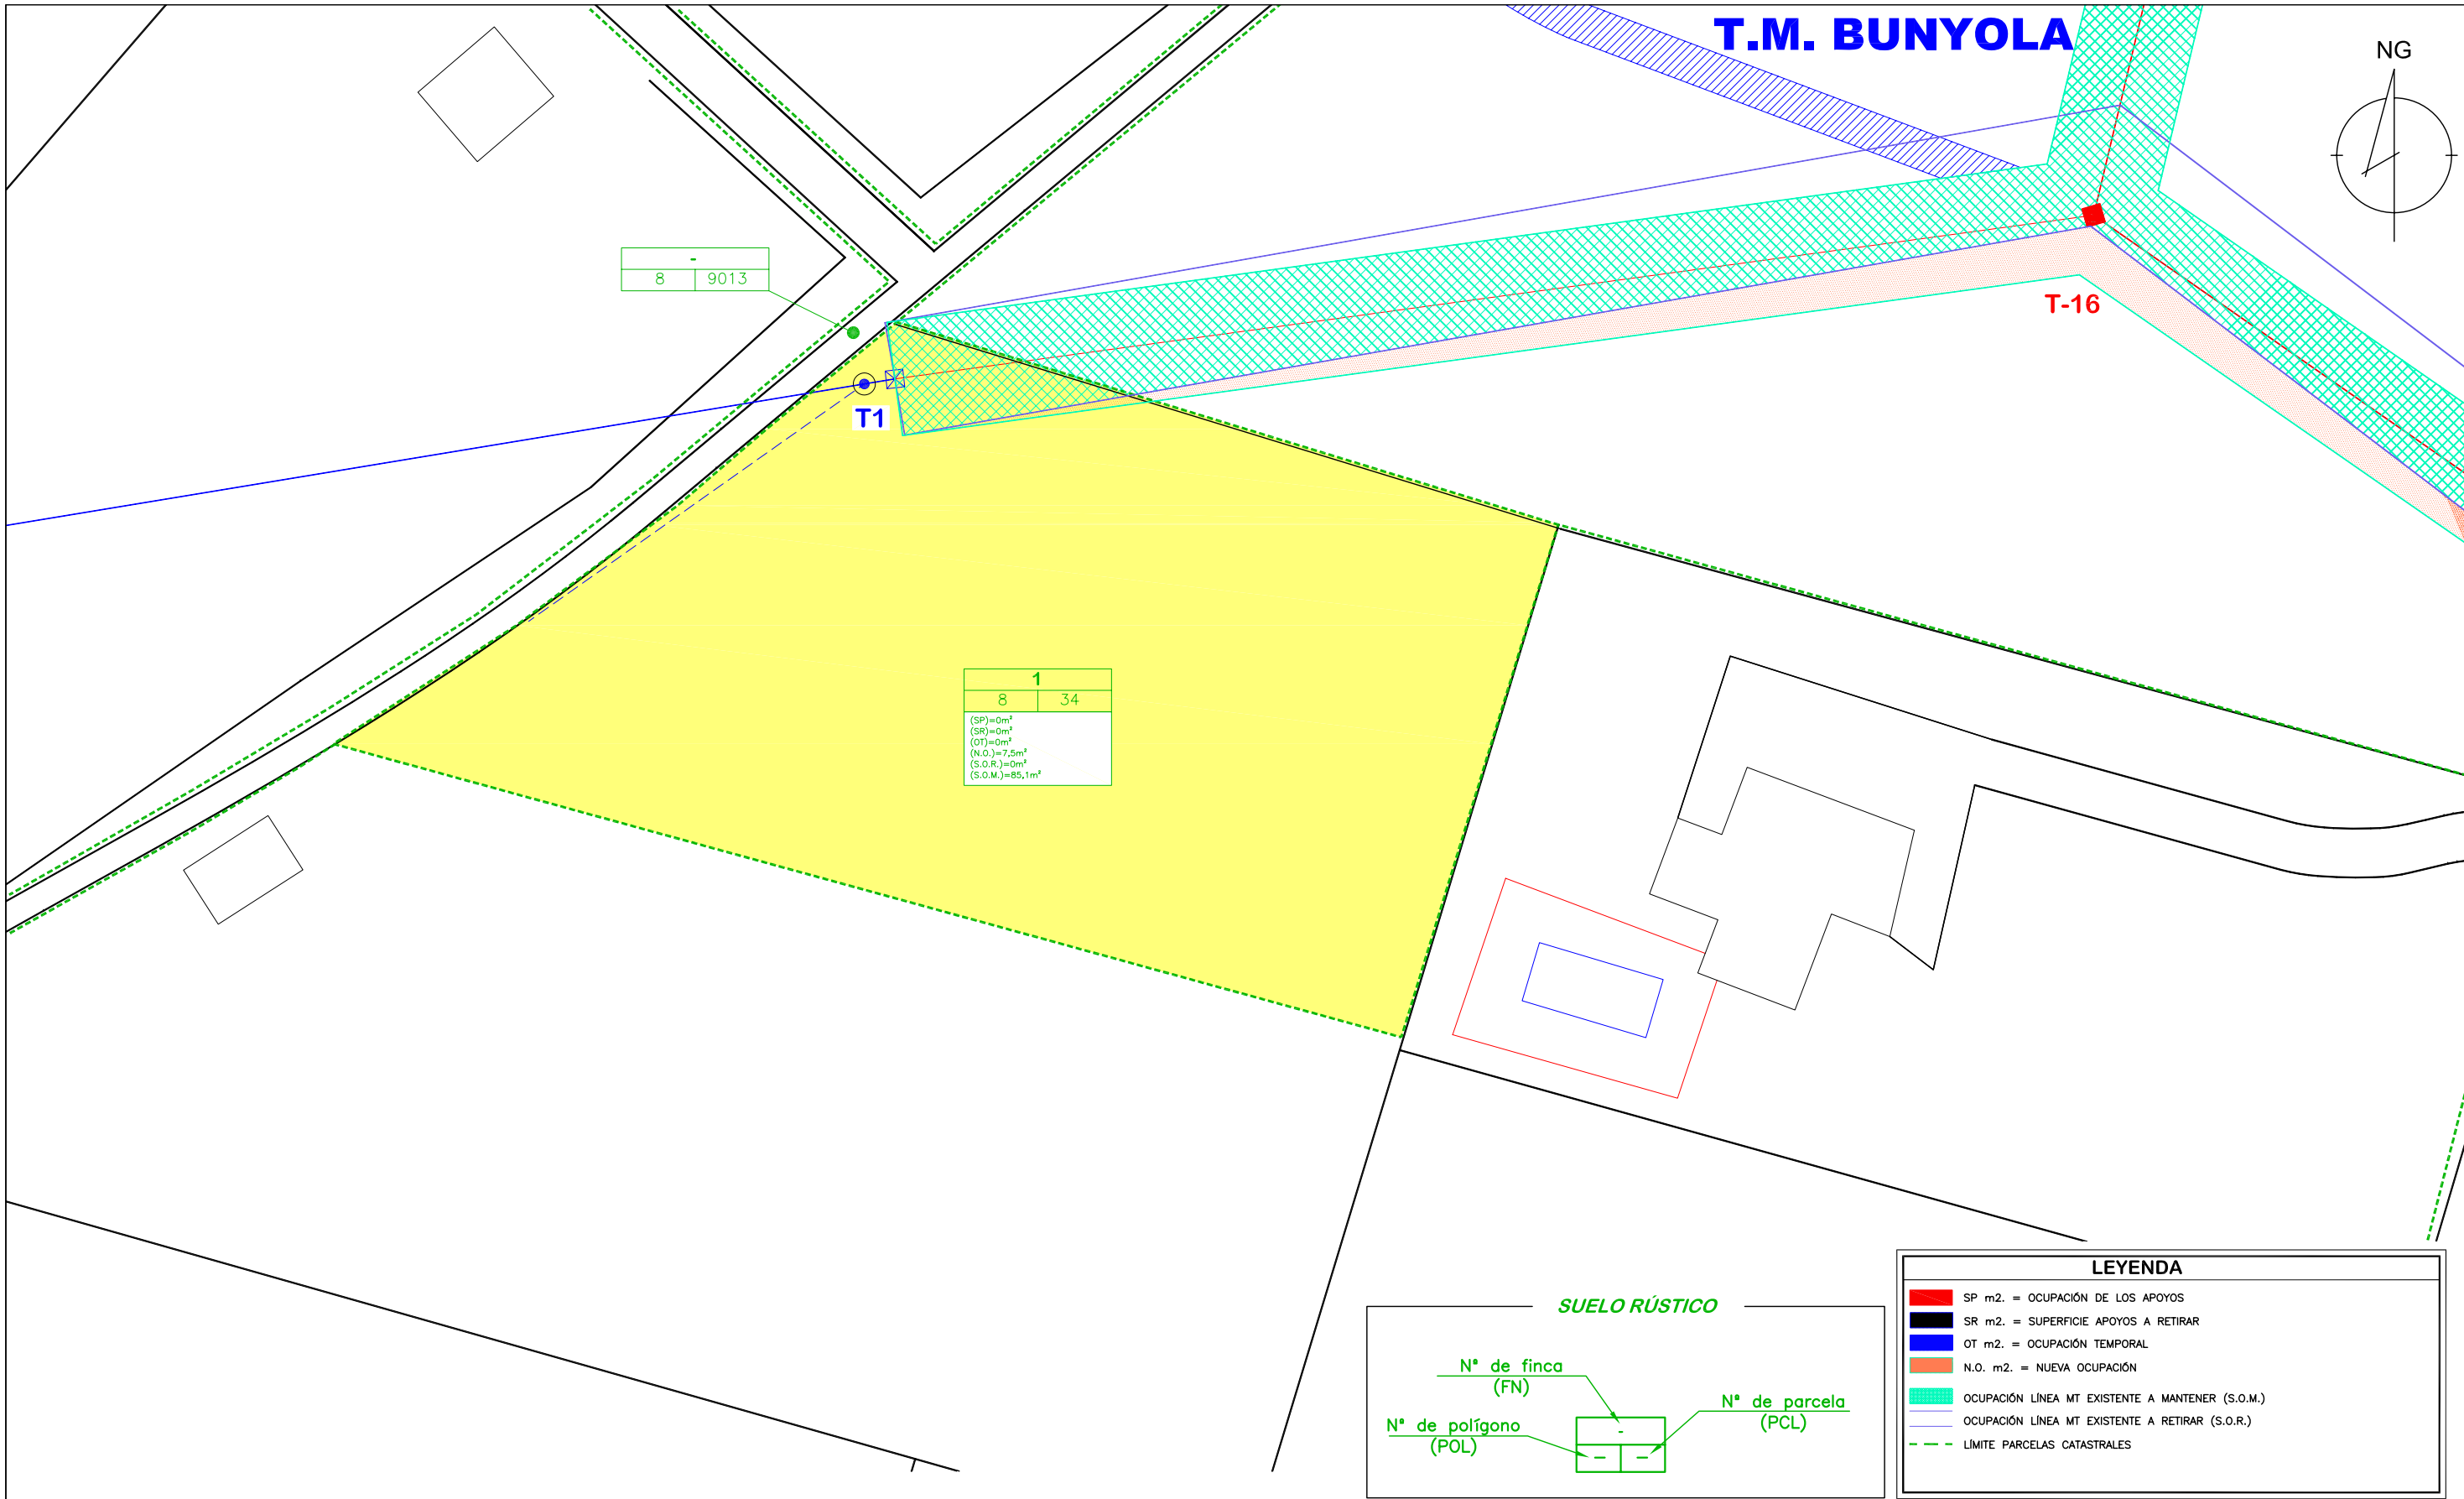 T.M. BUNYOLA
NG
-
8 9013
T-16
T1
1
8 34
(SP)=0m²
(SR)=0m²
(OT)=0m²
(N.O.)=7,5m²
(S.O.R.)=0m²
(S.O.M.)=85,1m²
SUELO RÚSTICO
Nº de finca
(FN)
Nº de parcela
(PCL)
Nº de polígono
(POL)
-
- -
LEYENDA
SP m2. = OCUPACIÓN DE LOS APOYOS
SR m2. = SUPERFICIE APOYOS A RETIRAR
OT m2. = OCUPACIÓN TEMPORAL
N.O. m2. = NUEVA OCUPACIÓN
OCUPACIÓN LÍNEA MT EXISTENTE A MANTENER (S.O.M.)
OCUPACIÓN LÍNEA MT EXISTENTE A RETIRAR (S.O.R.)
LÍMITE PARCELAS CATASTRALES